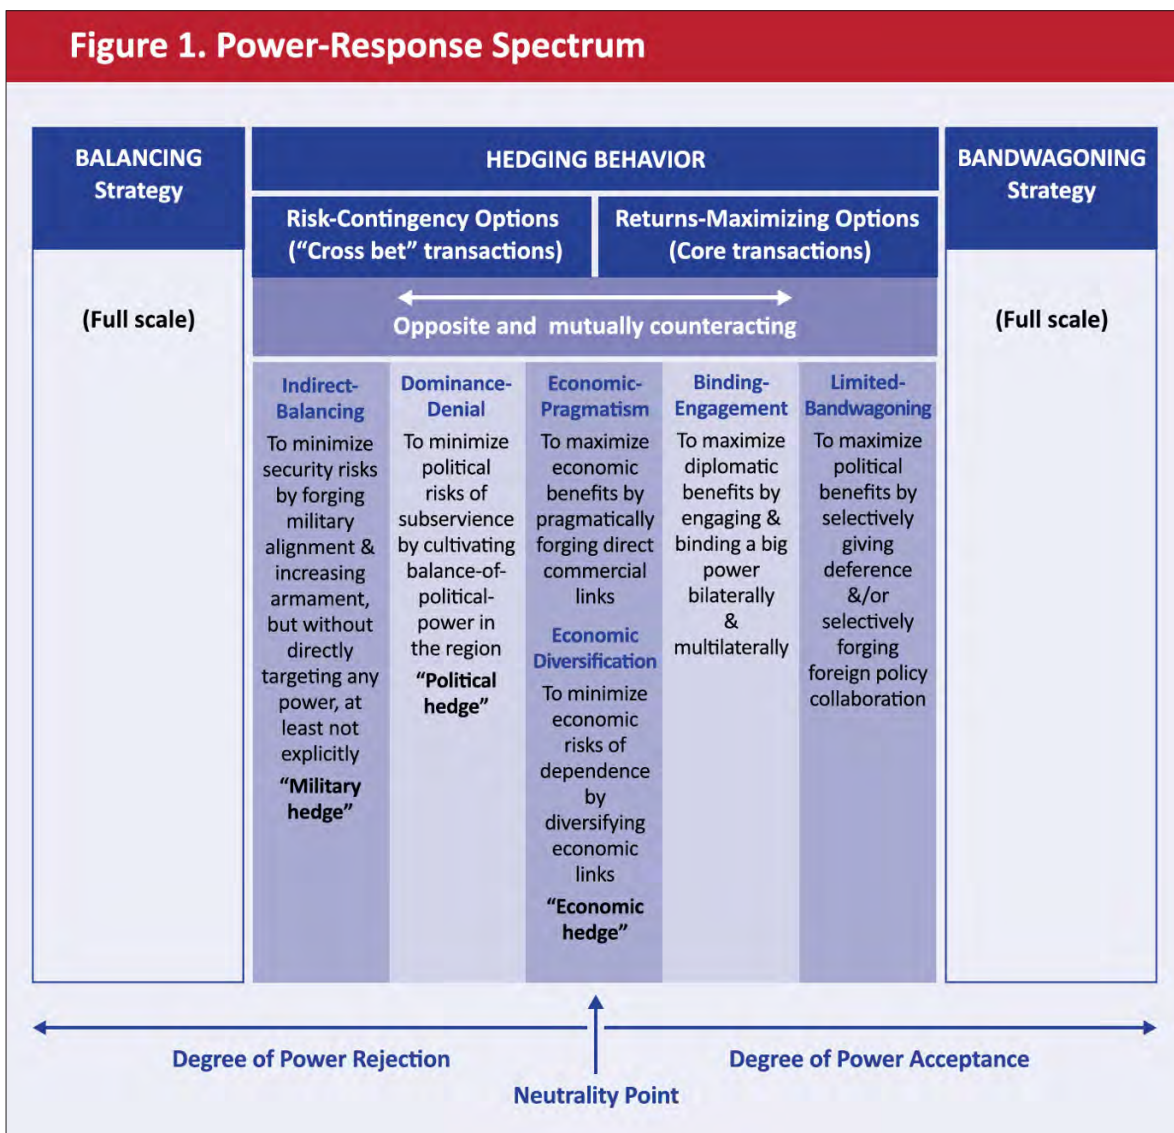 Figure 1. Power-Response Spectrum
BALANCING
Strategy
(Full scale)
HEDGING BEHAVIOR
Risk-Contingency Options
(“Cross bet” transactions)
Returns-Maximizing Options
(Core transactions)
Opposite and mutually counteracting
Indirect-
Balancing
To minimize
security risks
by forging
military
alignment &
increasing
armament,
but without
directly
targeting any
power, at
least not
explicitly
“Military
hedge”
Dominance-
Denial
To minimize
political
risks of
subservience
by cultivating
balance-of-
political-
power in
the region
“Political
hedge”
Economic-
Pragmatism
To maximize
economic
benefits by
pragmatically
forging direct
commercial
links
Economic
Diversification
To minimize
economic
risks of
dependence
by
diversifying
economic
links
“Economic
hedge”
Binding-
Engagement
To maximize
diplomatic
benefits by
engaging &
binding a big
power
bilaterally
&
multilaterally
Limited-
Bandwagoning
To maximize
political
benefits by
selectively
giving
deference
&/or
selectively
forging
foreign policy
collaboration
BANDWAGONING
Strategy
(Full scale)
Degree of Power Rejection
Degree of Power Acceptance
Neutrality Point